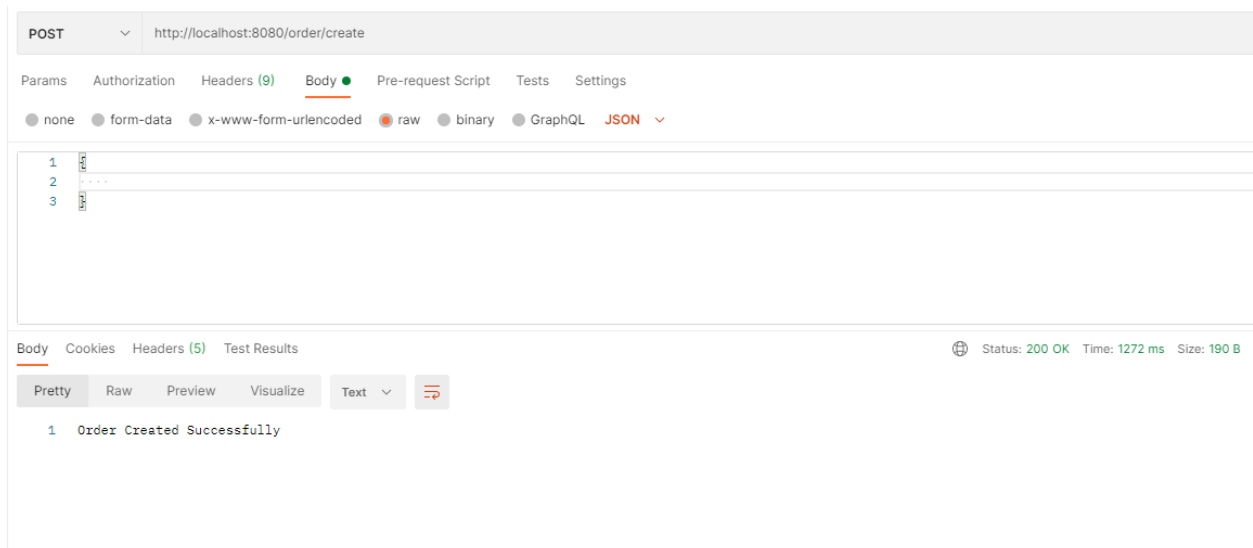 POST http://localhost:8080/order/create
Params Authorization Headers (9) Body Pre-request Script Tests Settings
none form-data x-www-form-urlencoded raw binary GraphQL JSON
1 {
2 ....
3 }
Body Cookies Headers (5) Test Results Status: 200 OK Time: 1272 ms Size: 190 B
Pretty Raw Preview Visualize Text
1 Order Created Successfully